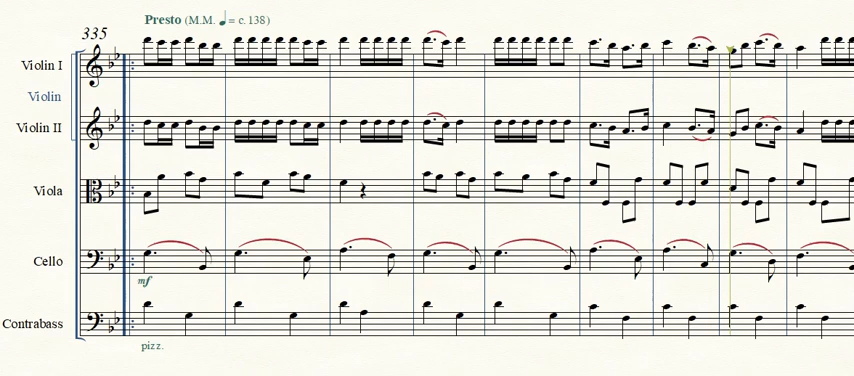 Presto (M.M. ♩ = c. 138)
335
Violin I
Violin
Violin II
Viola
Cello
mf
Contrabass
pizz.